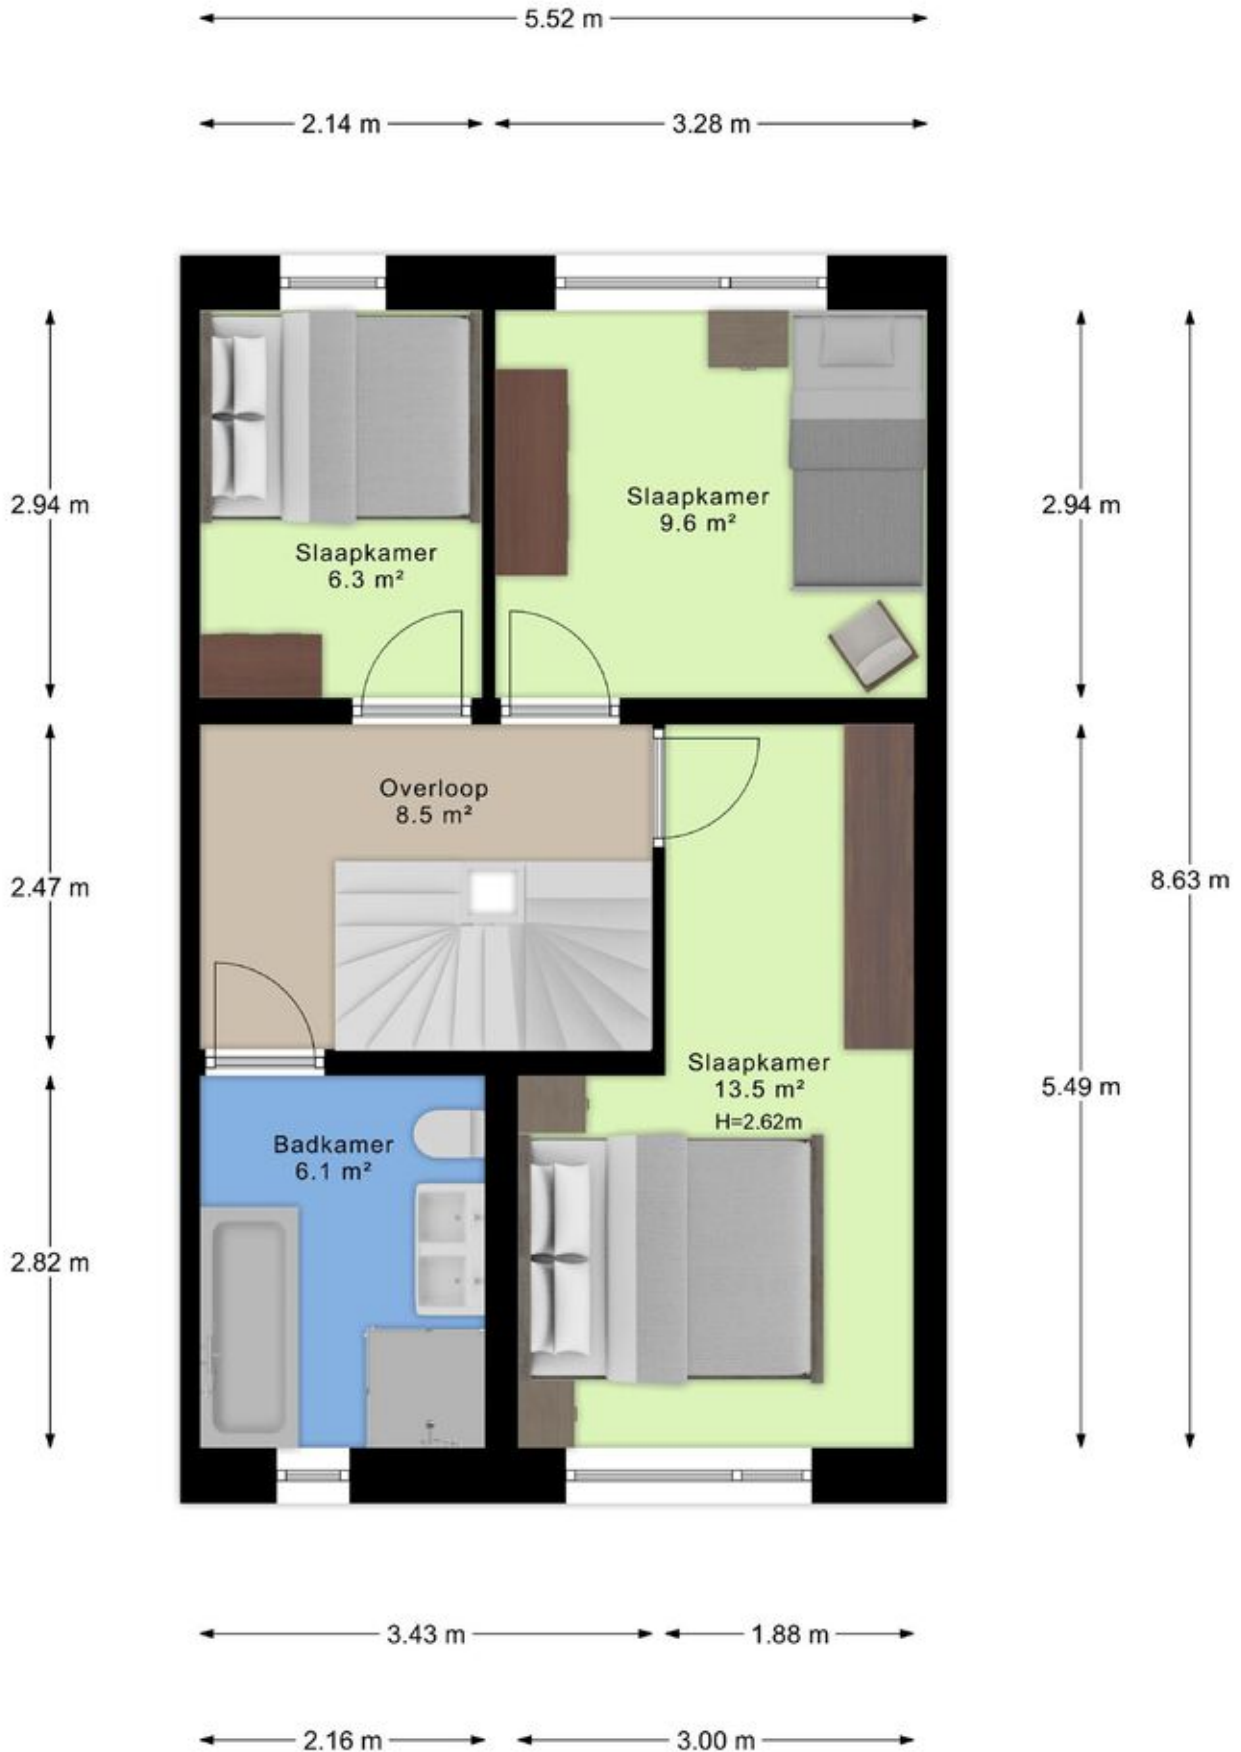 5.52 m
2.14 m
3.28 m
2.94 m
Slaapkamer
6.3 m²
Slaapkamer
9.6 m²
2.94 m
Overloop
8.5 m²
2.47 m
8.63 m
Slaapkamer
13.5 m²
H=2.62m
5.49 m
Badkamer
6.1 m²
2.82 m
3.43 m
1.88 m
2.16 m
3.00 m